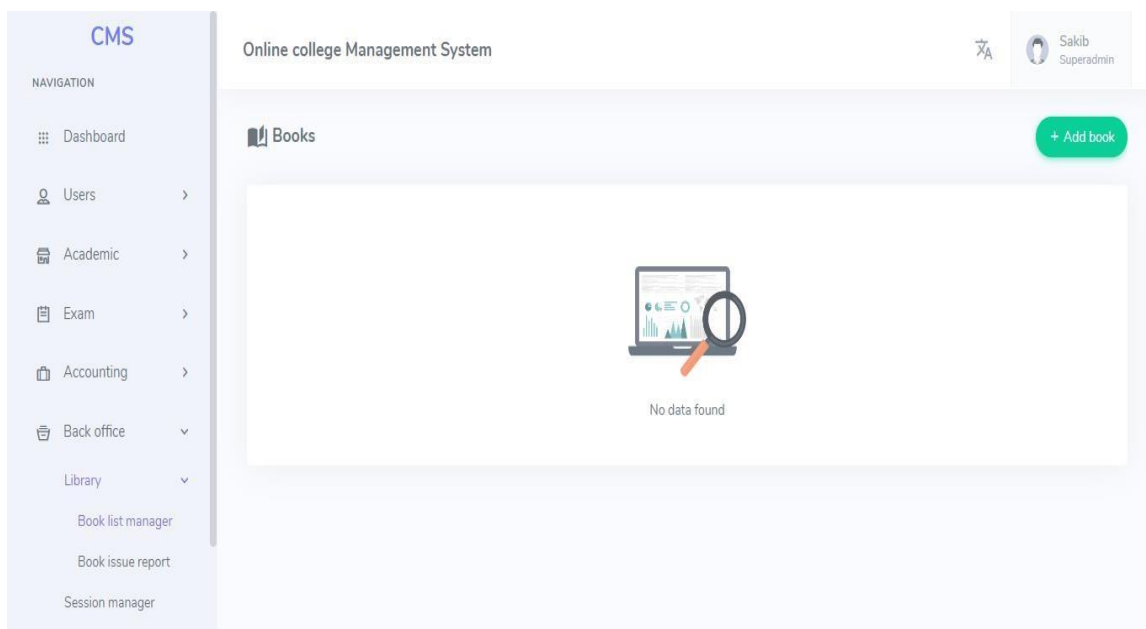 CMS
NAVIGATION
Dashboard
Users
Academic
Exam
Accounting
Back office
Library
Book list manager
Book issue report
Session manager
Online college Management System
Sakib
Superadmin
Books
+ Add book
No data found